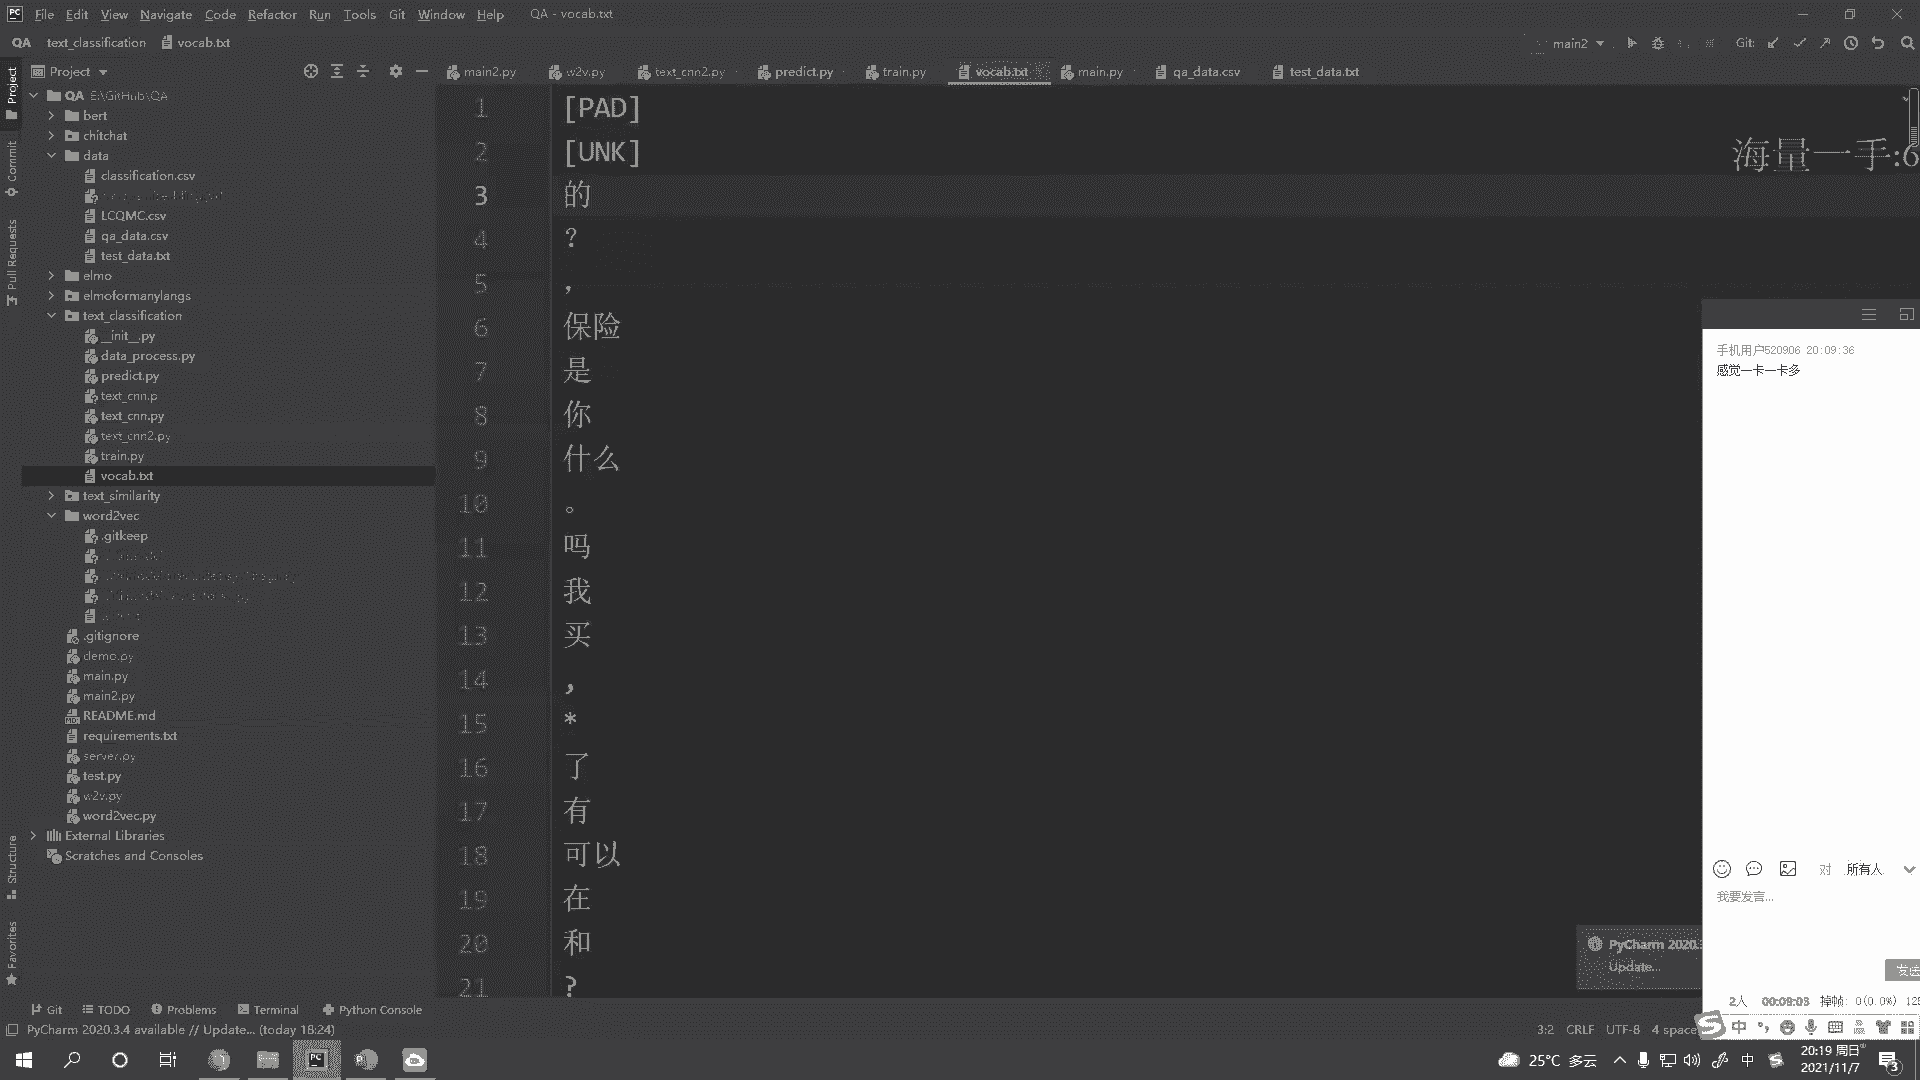 File Edit View Navigate Code Refactor Run Tools Git Window Help QA - vocab.txt
QA text_classification vocab.txt main2 Git:
Project main2.py w2v.py text_cnn2.py predict.py train.py vocab.txt main.py qa_data.csv test_data.txt
QA E:\GitHub\QA
bert
chitchat
data
classification.csv
LCQMC.csv
qa_data.csv
test_data.txt
elmo
elmoformanylangs
text_classification
__init__.py
data_process.py
predict.py
text_cnn.p
text_cnn.py
text_cnn2.py
train.py
vocab.txt
text_similarity
word2vec
.gitkeep
.gitignore
demo.py
main.py
main2.py
README.md
requirements.txt
server.py
test.py
w2v.py
word2vec.py
External Libraries
Scratches and Consoles
Project
Commit
Pull Requests
Structure
Favorites
1 [PAD]
2 [UNK]
3 的
4 ?
5 ,
6 保险
7 是
8 你
9 什么
10 。
11 吗
12 我
13 买
14 ,
15 *
16 了
17 有
18 可以
19 在
20 和
21 ?
海量一手:6
手机用户520906 20:09:36
感觉一卡一卡多
对 所有人
我要发言...
发送
2人 00:09:03 掉帧: 0(0.0%) 125
PyCharm 2020.3
Update...
Git TODO Problems Terminal Python Console
PyCharm 2020.3.4 available // Update... (today 18:24) 3:2 CRLF UTF-8 4 space
中
25°C 多云 中 20:19 周日
2021/11/7 3